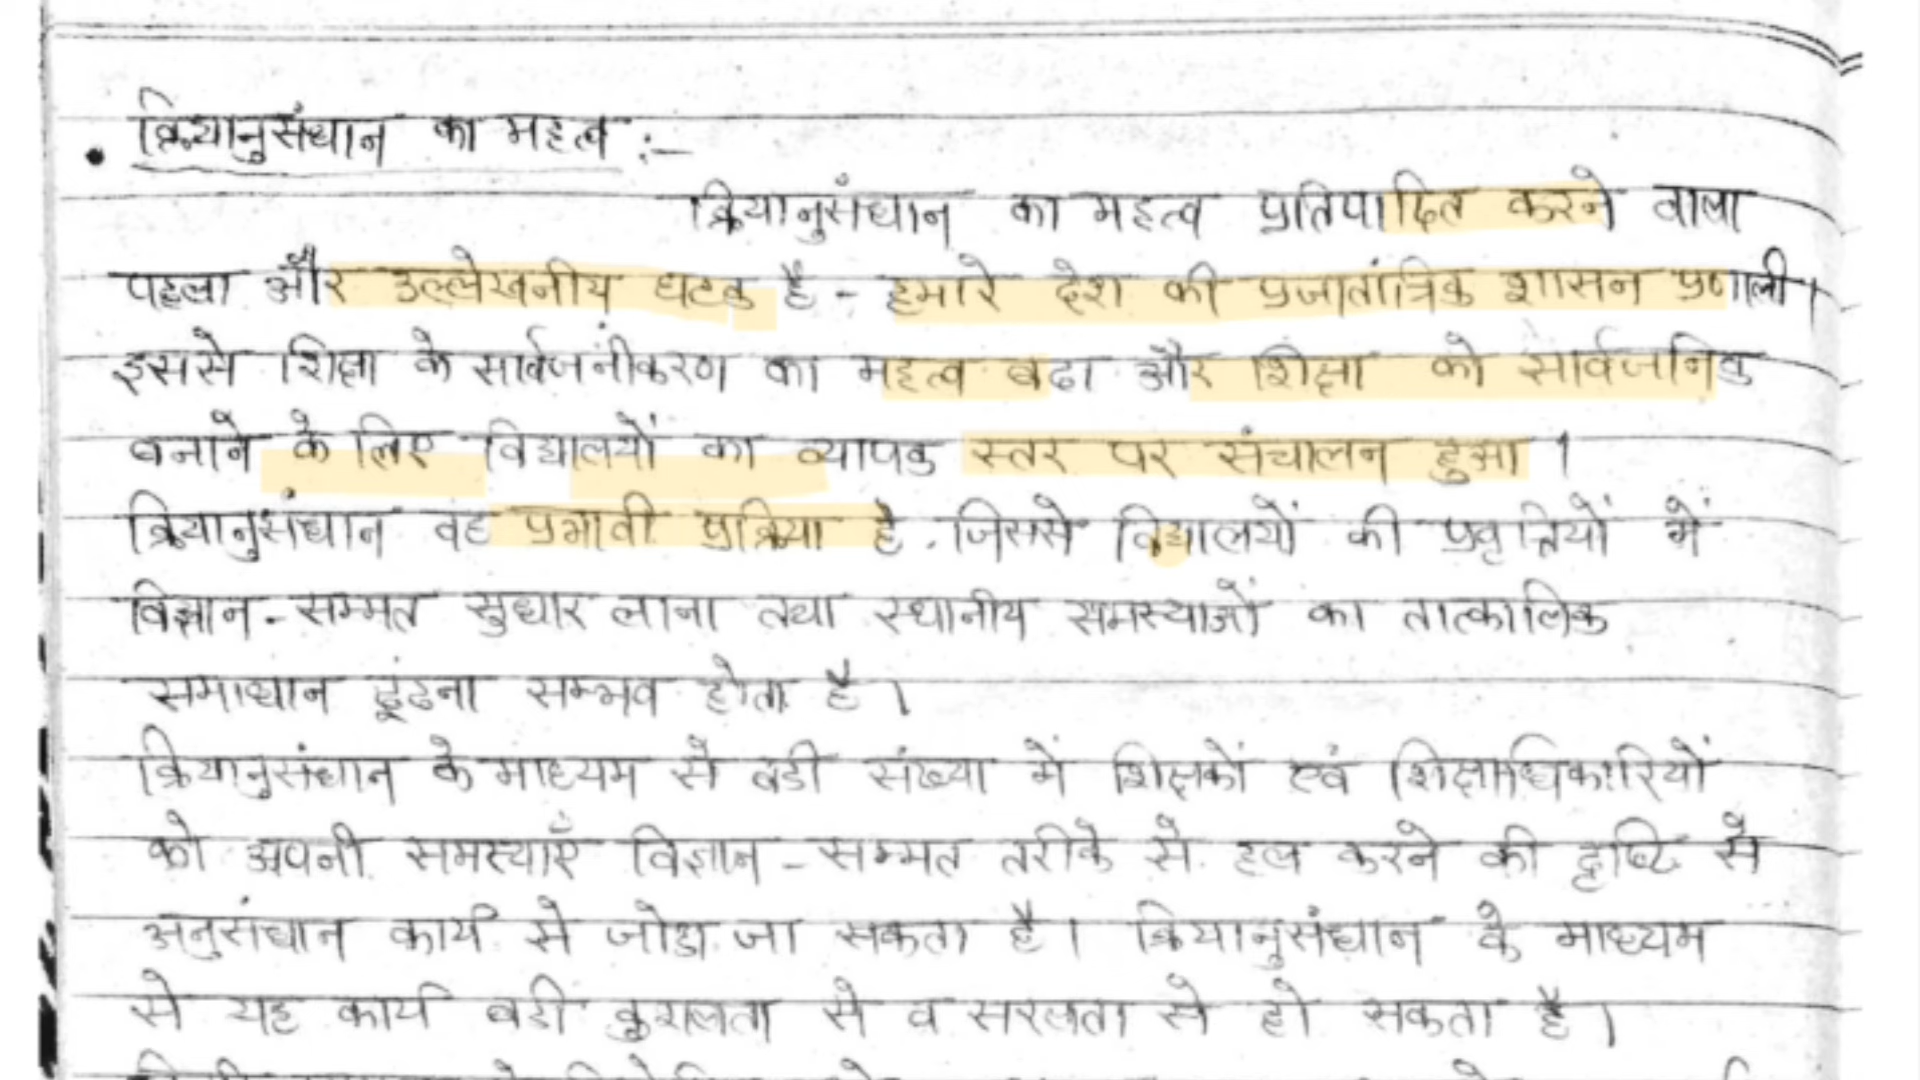 • क्रियानुसंधान का महत्व :-
क्रियानुसंधान का महत्व प्रतिपादित करने वाला
पहला और उल्लेखनीय घटक है - हमारे देश की प्रजातांत्रिक शासन प्रणाली।
इससे शिक्षा के सार्वजनीकरण का महत्व बढा और शिक्षा को सार्वजनिक
बनाने के लिए विद्यालयों का व्यापक स्तर पर संचालन हुआ।
क्रियानुसंधान वह प्रभावी प्रक्रिया है. जिससे विद्यालयों की प्रवृत्तियों में
विज्ञान-सम्मत सुधार लाना तथा स्थानीय समस्याओं का तात्कालिक
समाधान ढूंढना सम्भव होता है।
क्रियानुसंधान के माध्यम से बडी संख्या में शिक्षकों एवं शिक्षाधिकारियों
को अपनी समस्याएँ विज्ञान-सम्मत तरीके से हल करने की दृष्टि से
अनुसंधान कार्य से जोडा जा सकता है। क्रियानुसंधान के माध्यम
से यह कार्य बडी कुशलता से व सरलता से हो सकता है।